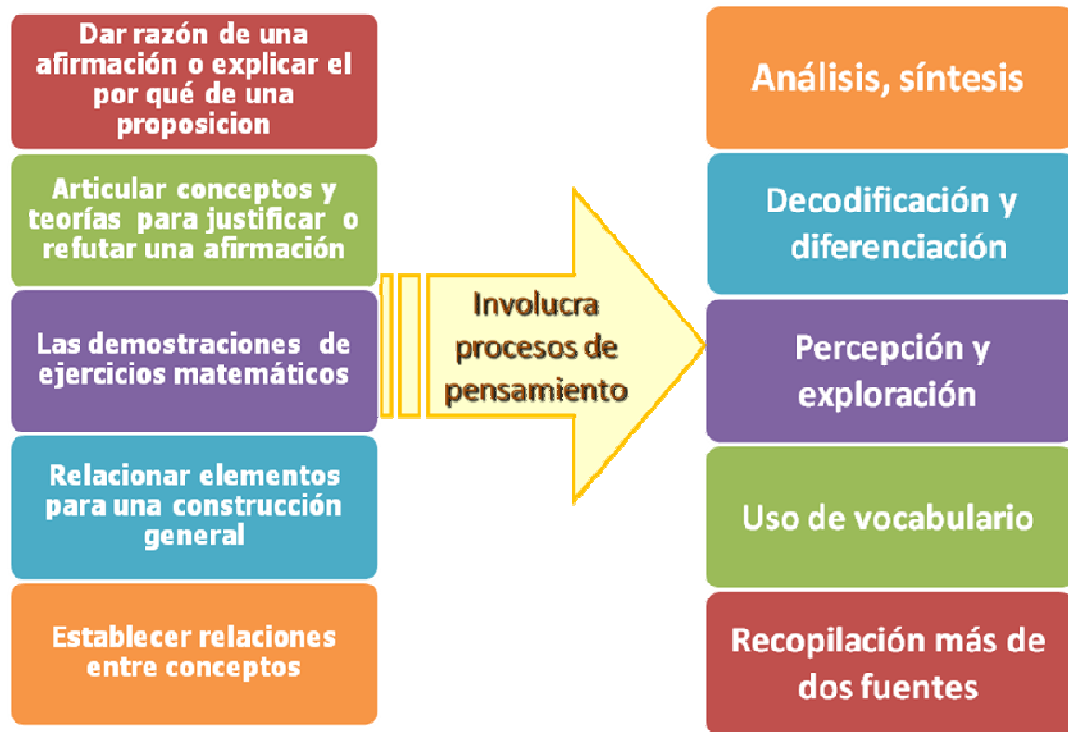 Dar razón de una
afirmación o explicar el
por qué de una
proposicion
Articular conceptos y
teorías para justificar o
refutar una afirmación
Las demostraciones de
ejercicios matemáticos
Relacionar elementos
para una construcción
general
Establecer relaciones
entre conceptos
Involucra
procesos de
pensamiento
Análisis, síntesis
Decodificación y
diferenciación
Percepción y
exploración
Uso de vocabulario
Recopilación más de
dos fuentes